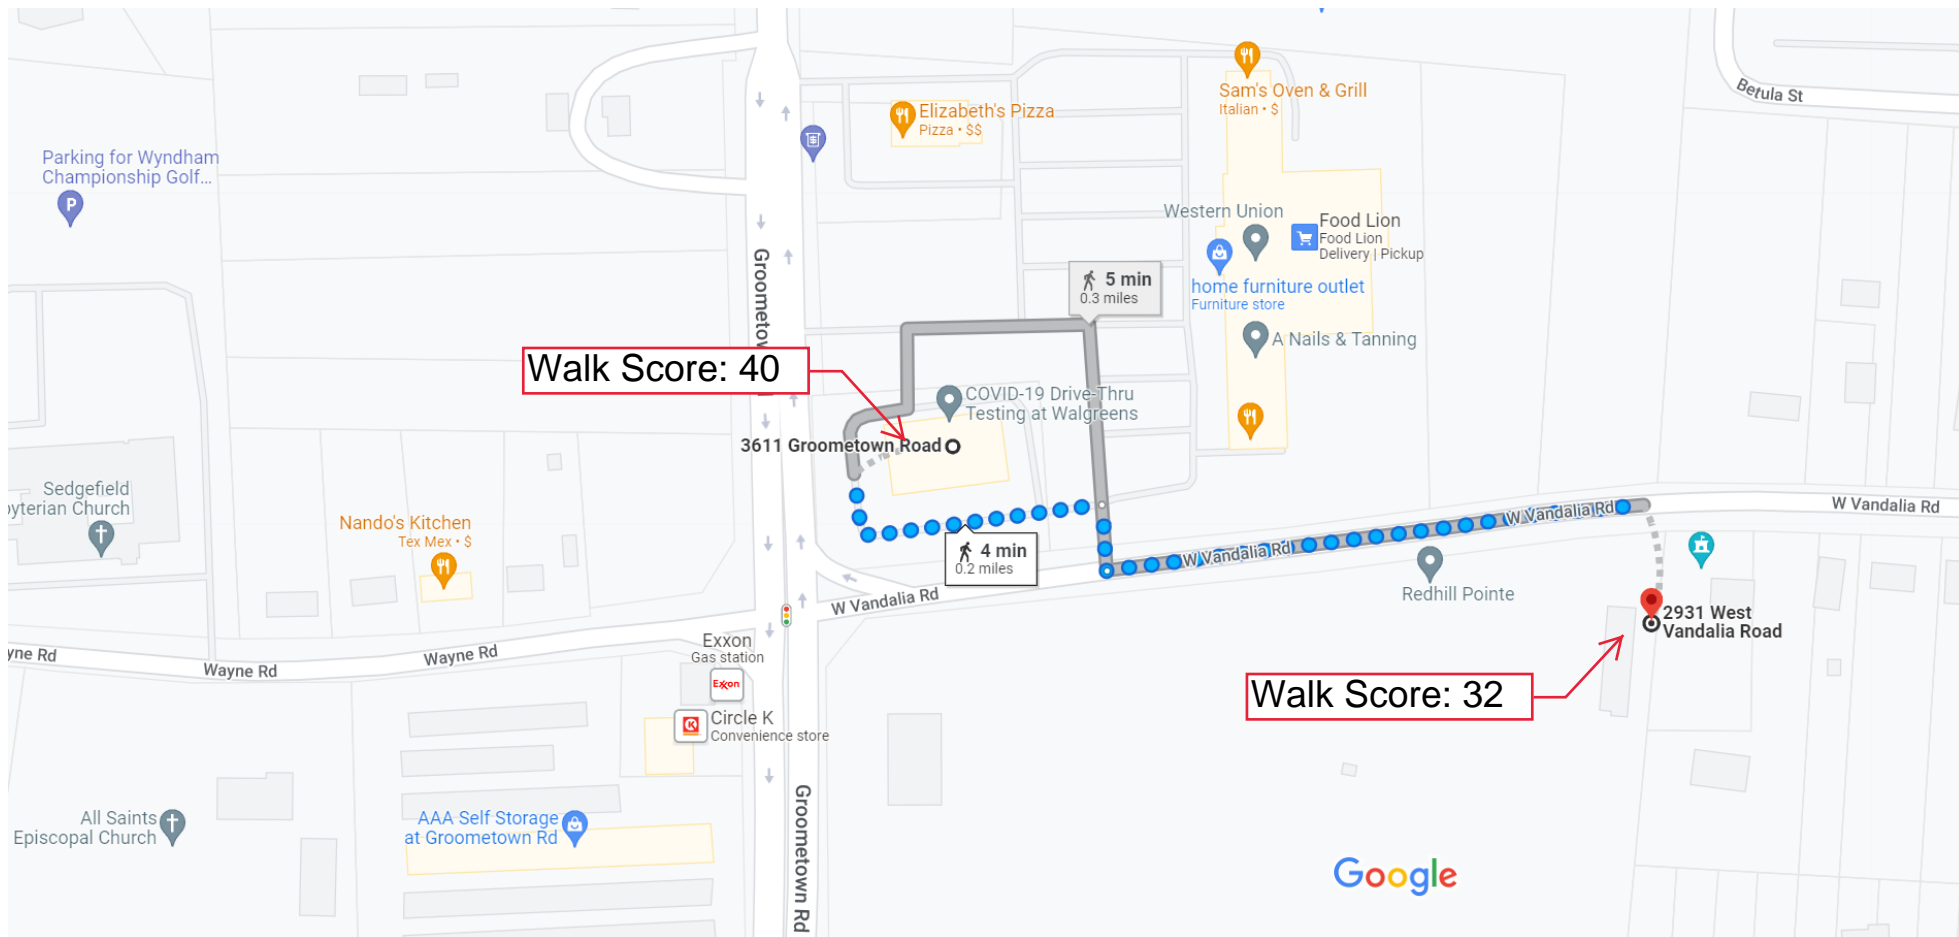 Betula St
Sam's Oven & Grill
Italian • $
Elizabeth's Pizza
Pizza • $$
Parking for Wyndham
Championship Golf...
P
Western Union
Food Lion
Food Lion
Delivery | Pickup
Groometow
5 min
0.3 miles
home furniture outlet
Furniture store
A Nails & Tanning
Walk Score: 40
COVID-19 Drive-Thru
Testing at Walgreens
3611 Groometown Road
Sedgefield
byterian Church
Nando's Kitchen
Tex Mex • $
W Vandalia Rd
W Vandalia Rd
4 min
0.2 miles
W Vandalia Rd
Redhill Pointe
W Vandalia Rd
2931 West
Vandalia Road
Exxon
Gas station
Exxon
yne Rd
Wayne Rd
Wayne Rd
Walk Score: 32
K
Circle K
Convenience store
All Saints
Episcopal Church
AAA Self Storage
at Groometown Rd
Groometown Rd
Google